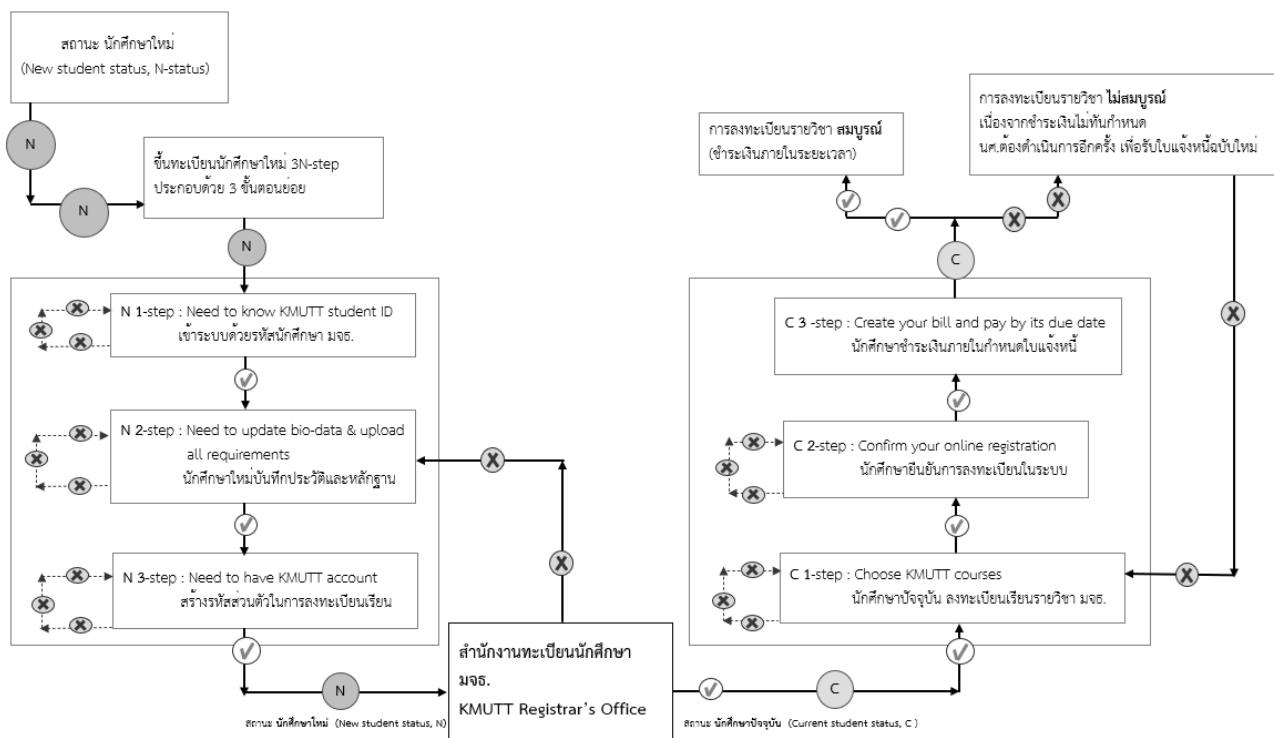 สถานะ นักศึกษาใหม่
(New student status, N-status)
N
N
ขึ้นทะเบียนนักศึกษาใหม่ 3N-step
ประกอบด้วย 3 ขั้นตอนย่อย
N
N 1-step : Need to know KMUTT student ID
เข้าระบบด้วยรหัสนักศึกษา มจธ.
N 2-step : Need to update bio-data & upload
all requirements
นักศึกษาใหม่บันทึกประวัติและหลักฐาน
N 3-step : Need to have KMUTT account
สร้างรหัสส่วนตัวในการลงทะเบียนเรียน
N
สถานะ นักศึกษาใหม่ (New student status, N)
สำนักงานทะเบียนนักศึกษา
มจธ.
KMUTT Registrar's Office
C
สถานะ นักศึกษาปัจจุบัน (Current student status, C )
การลงทะเบียนรายวิชา สมบูรณ์
(ชำระเงินภายในระยะเวลา)
การลงทะเบียนรายวิชา ไม่สมบูรณ์
เนื่องจากชำระเงินไม่ทันกำหนด
นศ.ต้องดำเนินการอีกครั้ง เพื่อรับใบแจ้งหนี้ฉบับใหม่
C
C 3 -step : Create your bill and pay by its due date
นักศึกษาชำระเงินภายในกำหนดใบแจ้งหนี้
C 2-step : Confirm your online registration
นักศึกษายืนยันการลงทะเบียนในระบบ
C 1-step : Choose KMUTT courses
นักศึกษาปัจจุบัน ลงทะเบียนเรียนรายวิชา มจธ.